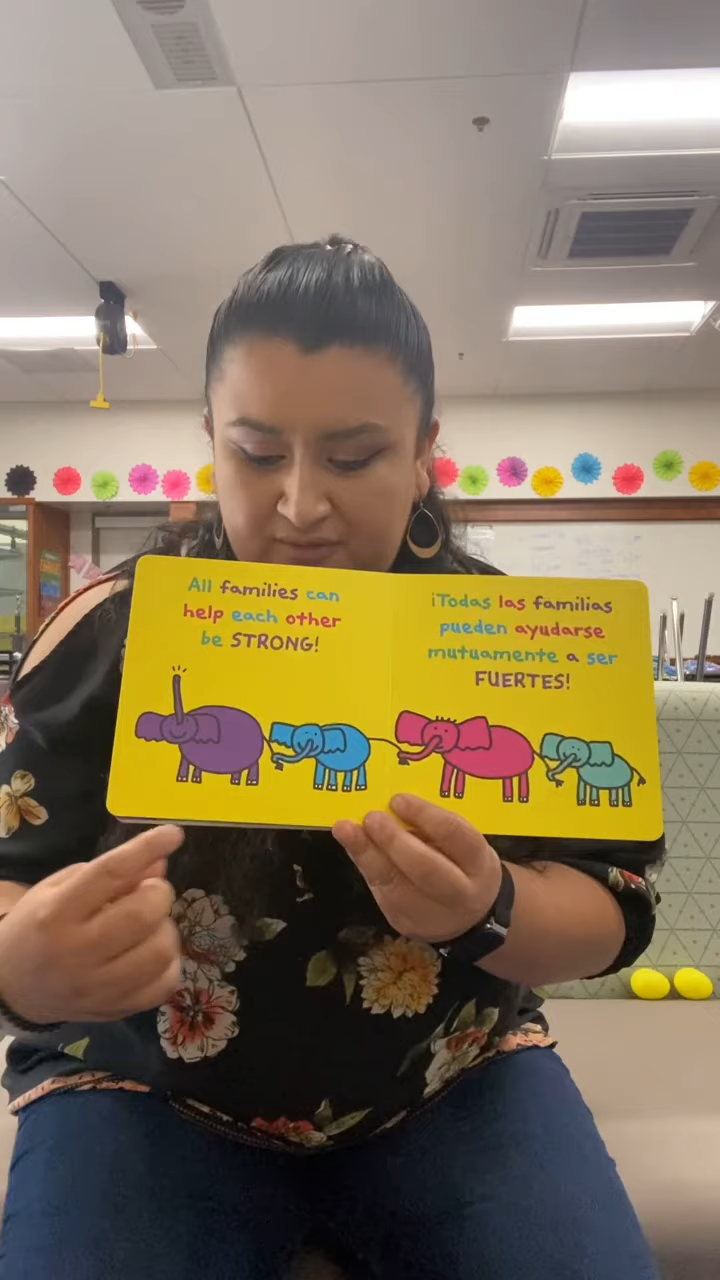 All families can
help each other
be STRONG!
¡Todas las familias
pueden ayudarse
mutuamente a ser
FUERTES!